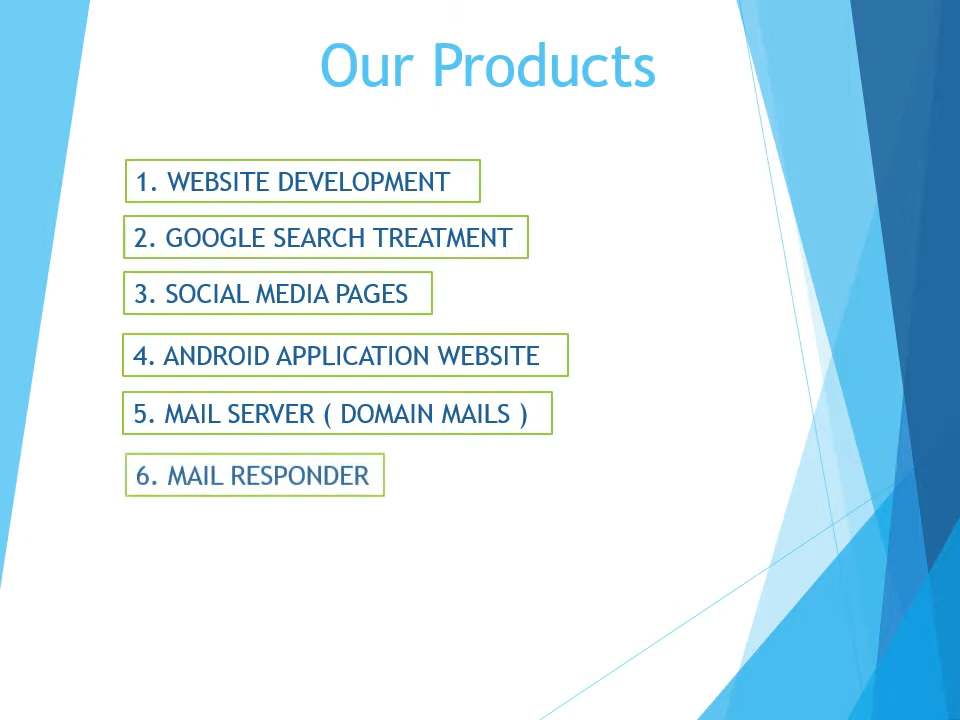 Our Products
1. WEBSITE DEVELOPMENT
2. GOOGLE SEARCH TREATMENT
3. SOCIAL MEDIA PAGES
4. ANDROID APPLICATION WEBSITE
5. MAIL SERVER ( DOMAIN MAILS )
6. MAIL RESPONDER